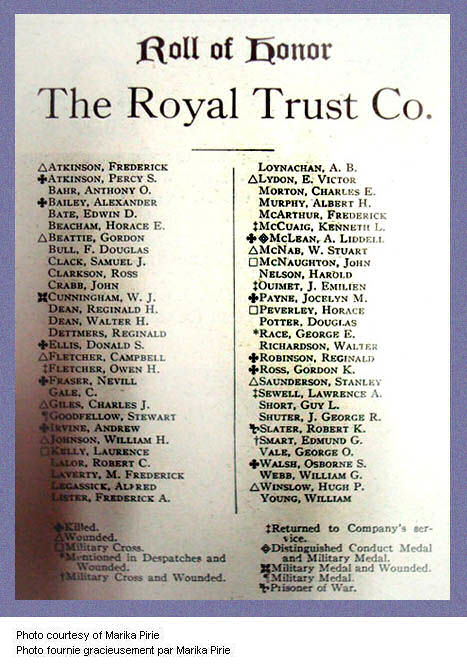 Roll of Honor
The Royal Trust Co.
△Atkinson, Frederick
✤Atkinson, Percy S.
Bahr, Anthony O.
✤Bailey, Alexander
Bate, Edwin D.
Beacham, Horace E.
△Beattie, Gordon
Bull, F. Douglas
Clack, Samuel J.
Clarkson, Ross
Crabb, John
✠Cunningham, W. J.
Dean, Reginald H.
Dean, Walter H.
Dettmers, Reginald
✤Ellis, Donald S.
△Fletcher, Campbell
‡Fletcher, Owen H.
✤Fraser, Nevill
Gale, C.
△Giles, Charles J.
¶Goodfellow, Stewart
✤Irvine, Andrew
△Johnson, William H.
□Kelly, Laurence
Lalor, Robert C.
Laverty, M. Frederick
Legassick, Alfred
Lister, Frederick A.
✤Killed.
△Wounded.
□Military Cross.
*Mentioned in Despatches and
Wounded.
†Military Cross and Wounded.
Loynachan, A. B.
△Lydon, E. Victor
Morton, Charles E.
Murphy, Albert H.
McArthur, Frederick
‡McCuaig, Kenneth L.
✤◈McLean, A. Liddell
△McNab, W. Stuart
□McNaughton, John
Nelson, Harold
‡Ouimet, J. Emilien
✤Payne, Jocelyn M.
□Peverley, Horace
Potter, Douglas
*Race, George E.
Richardson, Walter
✤Robinson, Reginald
✤Ross, Gordon K.
△Saunderson, Stanley
‡Sewell, Lawrence A.
Short, Guy L.
Shuter, J. George R.
Slater, Robert K.
†Smart, Edmund G.
Vale, George O.
✤Walsh, Osborne S.
Webb, William G.
△Winslow, Hugh P.
Young, William
‡Returned to Company's ser-
vice.
◈Distinguished Conduct Medal
and Military Medal.
✠Military Medal and Wounded.
¶Military Medal.
Prisoner of War.
Photo courtesy of Marika Pirie
Photo fournie gracieusement par Marika Pirie